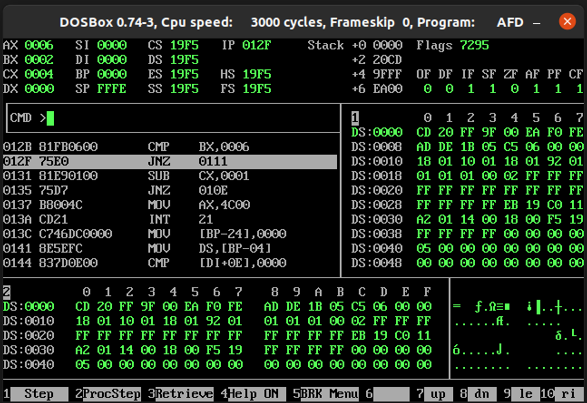 DOSBox 0.74-3, Cpu speed: 3000 cycles, Frameskip 0, Program: AFD
AX 0006 SI 0000 CS 19F5 IP 012F Stack +0 0000 Flags 7295
BX 0002 DI 0000 DS 19F5 +2 20CD
CX 0004 BP 0000 ES 19F5 HS 19F5 +4 9FFF OF DF IF SF ZF AF PF CF
DX 0000 SP FFFE SS 19F5 FS 19F5 +6 EA00 0 0 1 1 0 1 1 1
CMD >
012B 81FB0600 CMP BX,0006
012F 75E0 JNZ 0111
0131 81E90100 SUB CX,0001
0135 75D7 JNZ 010E
0137 B8004C MOV AX,4C00
013A CD21 INT 21
013C C746DC0000 MOV [BP-24],0000
0141 8E5EFC MOV DS,[BP-04]
0144 837D0E00 CMP [DI+0E],0000
1 0 1 2 3 4 5 6 7
DS:0000 CD 20 FF 9F 00 EA F0 FE
DS:0008 AD DE 1B 05 C5 06 00 00
DS:0010 18 01 10 01 18 01 92 01
DS:0018 01 01 01 00 02 FF FF FF
DS:0020 FF FF FF FF FF FF FF FF
DS:0028 FF FF FF FF EB 19 C0 11
DS:0030 A2 01 14 00 18 00 F5 19
DS:0038 FF FF FF FF 00 00 00 00
DS:0040 05 00 00 00 00 00 00 00
DS:0048 00 00 00 00 00 00 00 00
2 0 1 2 3 4 5 6 7 8 9 A B C D E F
DS:0000 CD 20 FF 9F 00 EA F0 FE AD DE 1B 05 C5 06 00 00
DS:0010 18 01 10 01 18 01 92 01 01 01 01 00 02 FF FF FF
DS:0020 FF FF FF FF FF FF FF FF FF FF FF FF EB 19 C0 11
DS:0030 A2 01 14 00 18 00 F5 19 FF FF FF FF 00 00 00 00
DS:0040 05 00 00 00 00 00 00 00 00 00 00 00 00 00 00 00
1 Step 2 ProcStep 3 Retrieve 4 Help ON 5 BRK Menu 6 7 up 8 dn 9 le 10 ri